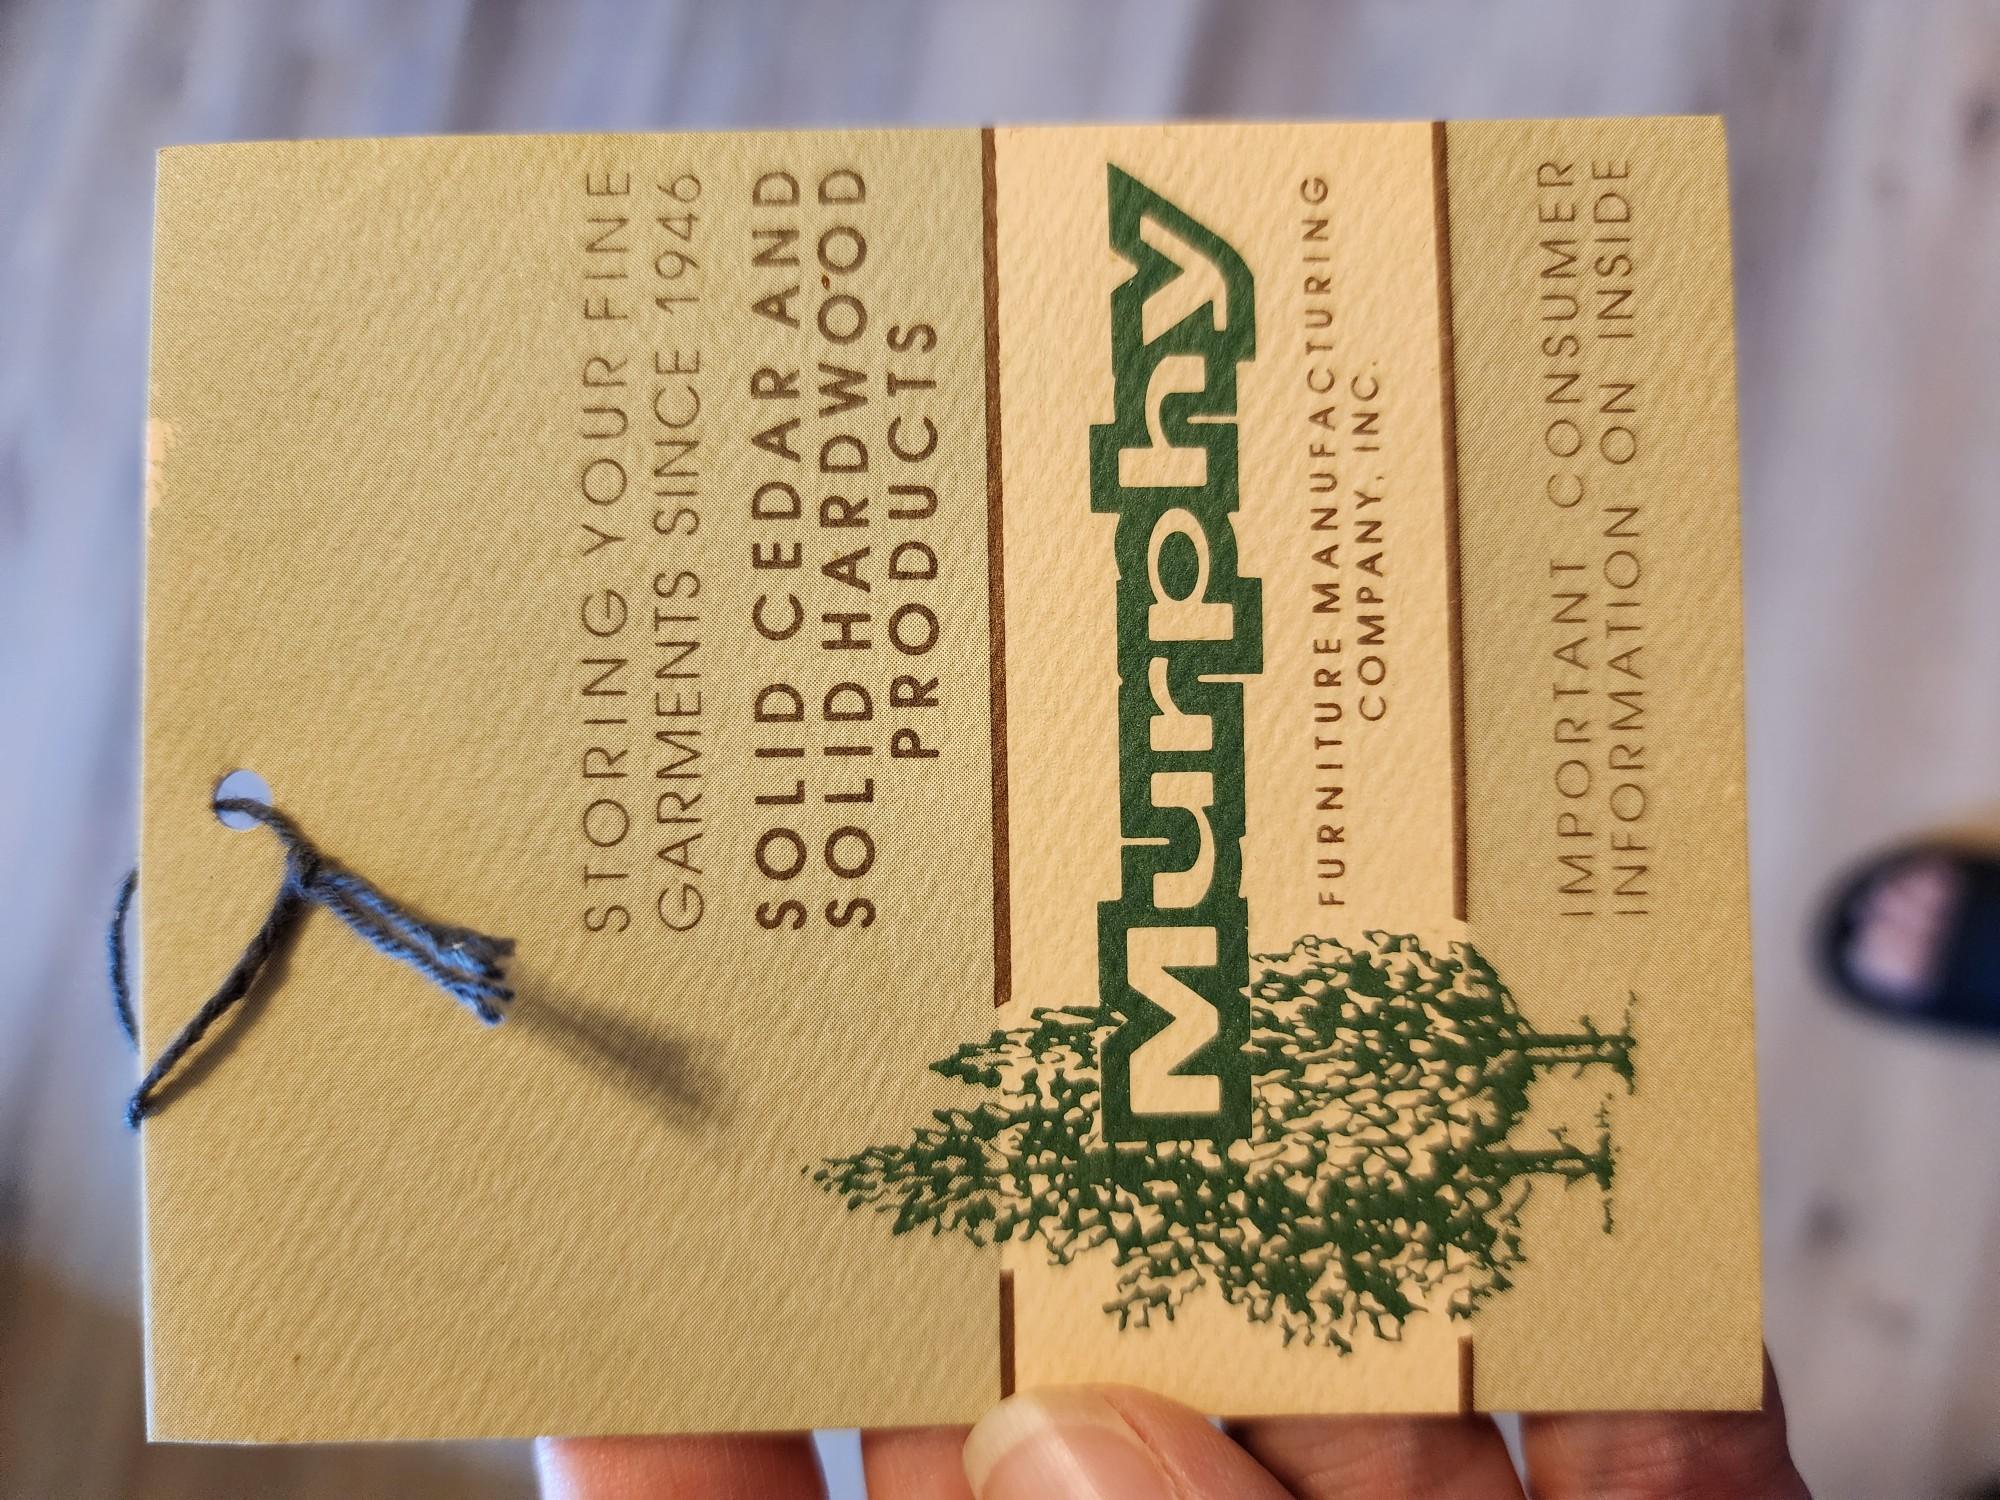 STORING YOUR FINE
GARMENTS SINCE 1946
SOLID CEDAR AND
SOLID HARDWOOD
PRODUCTS
Murphy
FURNITURE MANUFACTURING
COMPANY, INC.
IMPORTANT CONSUMER
INFORMATION ON INSIDE